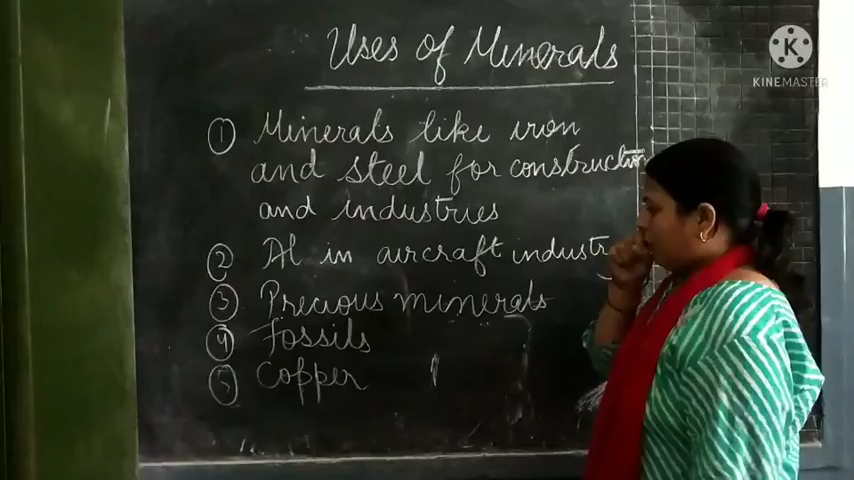 Uses of Minerals
① Minerals like iron
and steel for construction
and industries
② Al in aircraft industr
③ Precious minerals
④ fossils
⑤ Copper
K
KINEMASTER